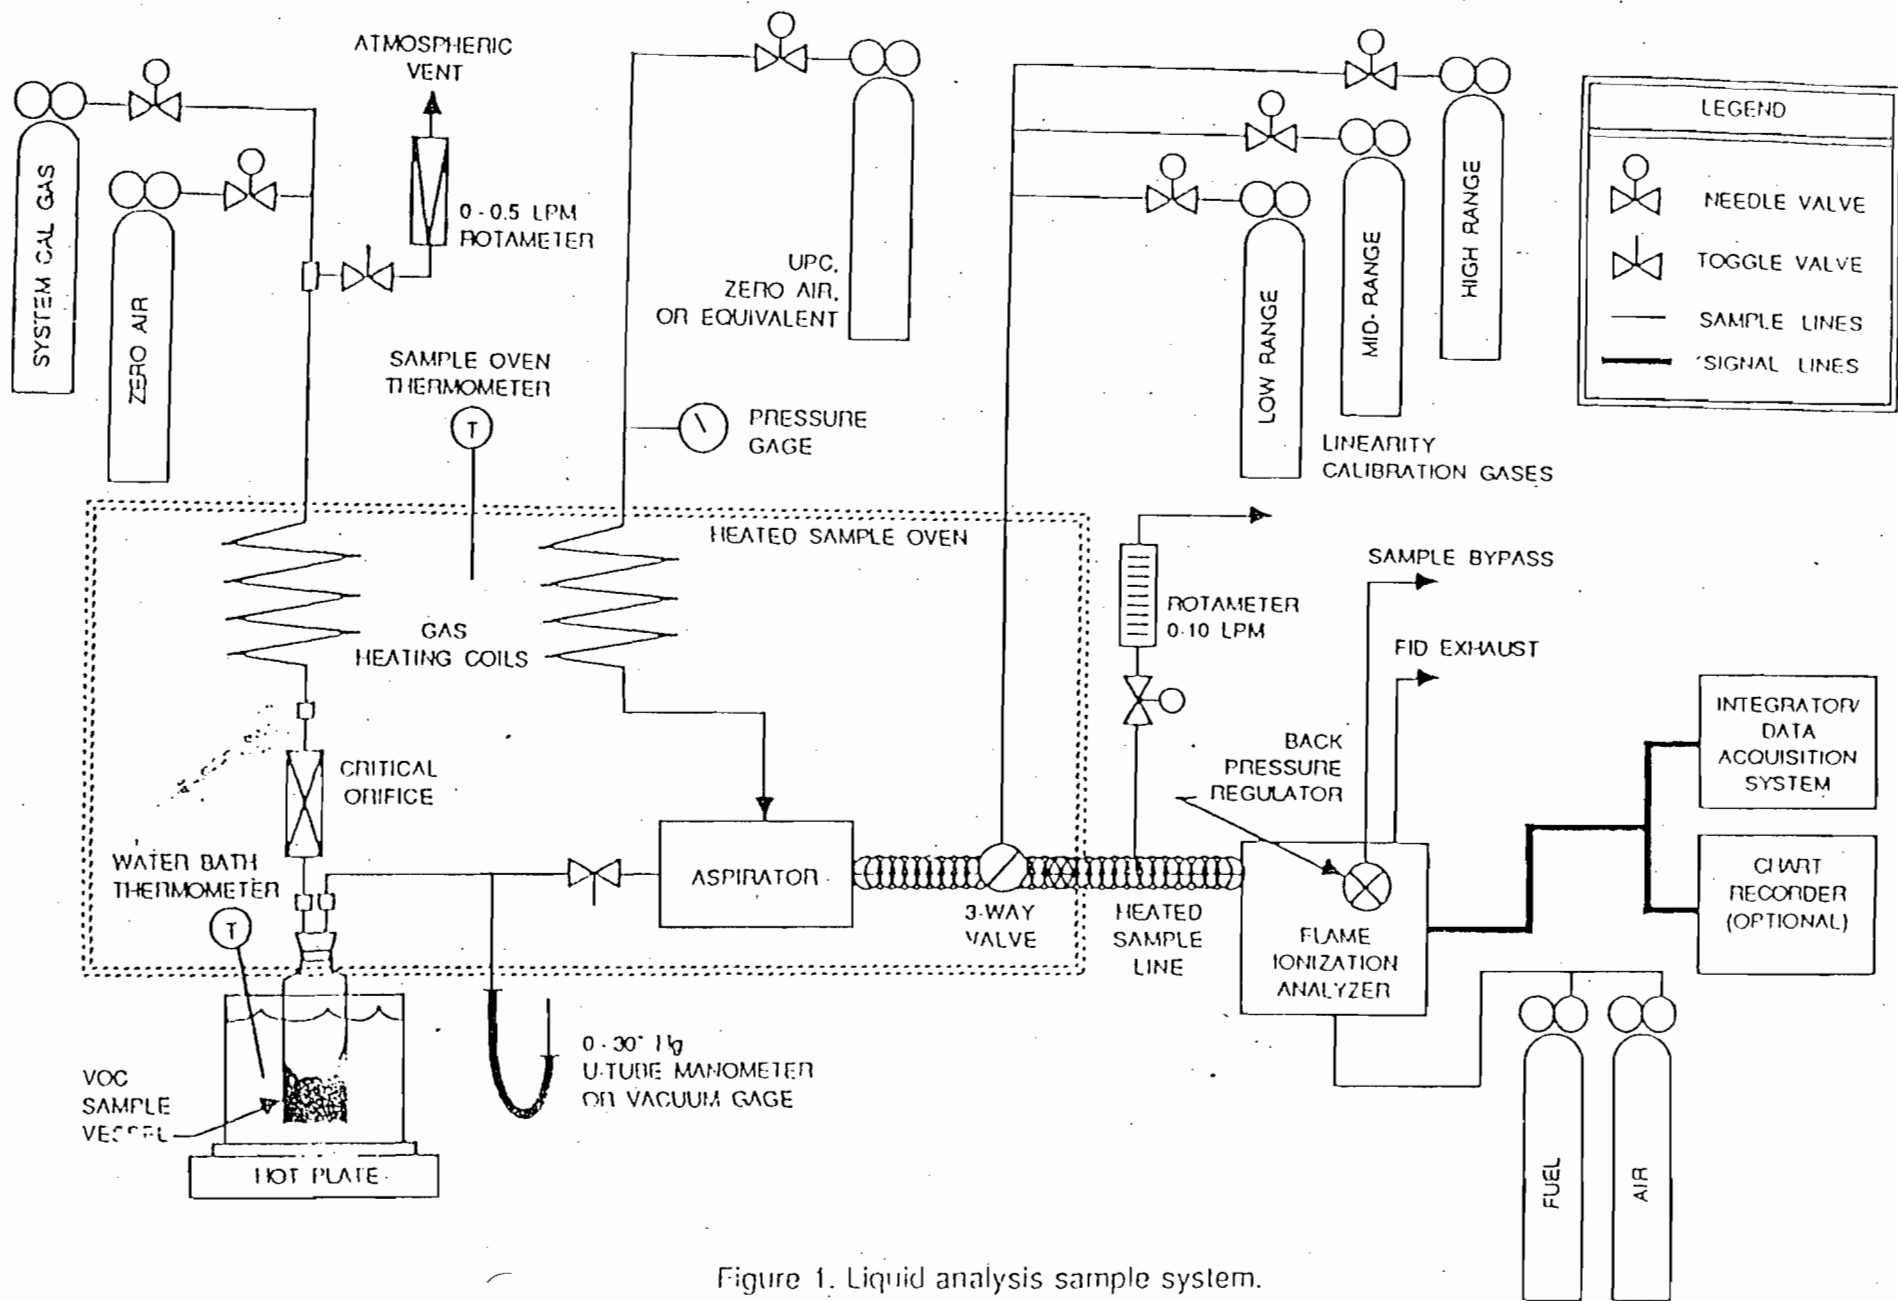 ATMOSPHERIC
VENT
SYSTEM CAL GAS
ZERO AIR
0-0.5 LPM
ROTAMETER
UPC,
ZERO AIR,
OR EQUIVALENT
SAMPLE OVEN
THERMOMETER
T
PRESSURE
GAGE
LOW RANGE
MID-RANGE
HIGH RANGE
LINEARITY
CALIBRATION GASES
LEGEND
NEEDLE VALVE
TOGGLE VALVE
SAMPLE LINES
SIGNAL LINES
HEATED SAMPLE OVEN
GAS
HEATING COILS
CRITICAL
ORIFICE
WATER BATH
THERMOMETER
T
ASPIRATOR
3-WAY
VALVE
HEATED
SAMPLE
LINE
ROTAMETER
0-10 LPM
SAMPLE BYPASS
FID EXHAUST
BACK
PRESSURE
REGULATOR
FLAME
IONIZATION
ANALYZER
INTEGRATOR/
DATA
ACQUISITION
SYSTEM
CHART
RECORDER
(OPTIONAL)
VOC
SAMPLE
VESSEL
HOT PLATE
0-30" Hg
U-TUBE MANOMETER
OR VACUUM GAGE
FUEL
AIR
Figure 1. Liquid analysis sample system.